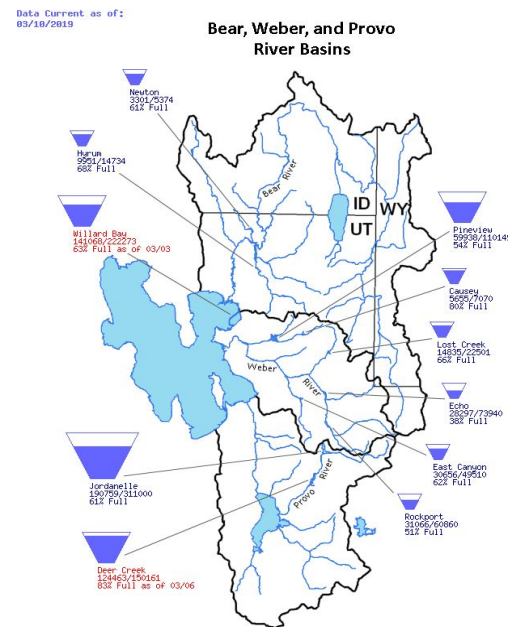 Data Current as of:
03/10/2019
Bear, Weber, and Provo
River Basins
Newton
3301/5374
61% Full
Hyrum
9951/14734
68% Full
Willard Bay
141068/222273
63% Full as of 03/03
Bear River
ID
WY
UT
Pineview
59938/110149
54% Full
Causey
5655/7070
80% Full
Lost Creek
14835/22501
66% Full
Weber River
Echo
28297/73940
38% Full
East Canyon
30656/49510
62% Full
Jordanelle
190759/311000
61% Full
Provo River
Rockport
31066/60860
51% Full
Deer Creek
124463/150161
83% Full as of 03/06